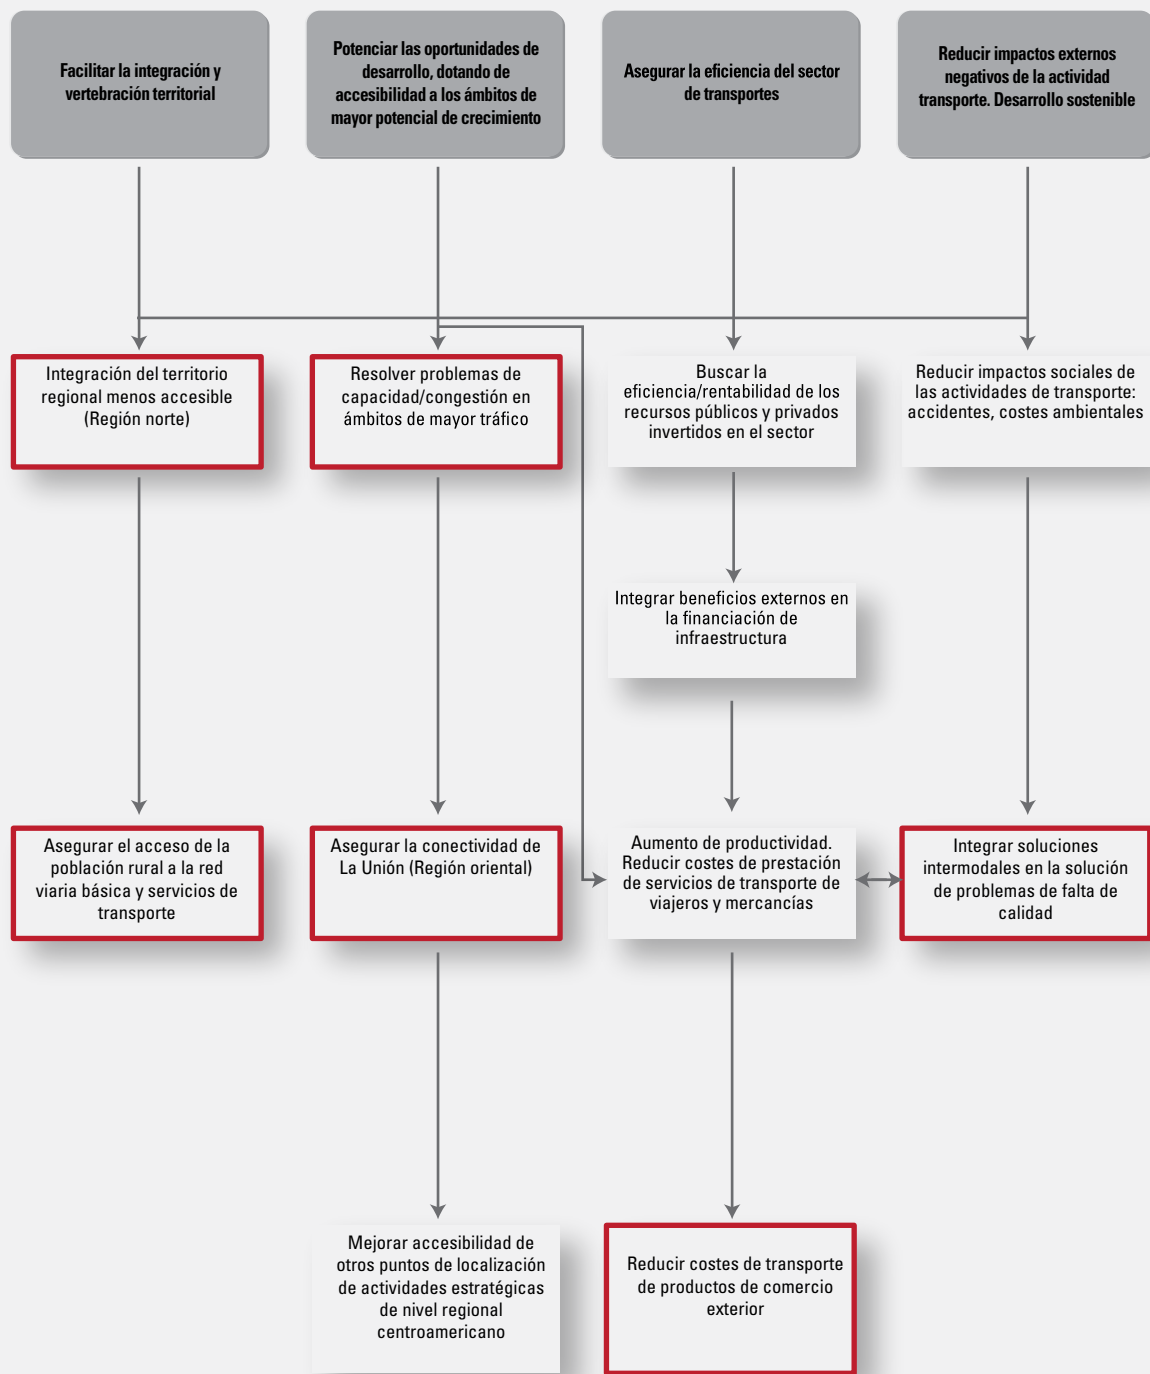 Facilitar la integración y
vertebración territorial
Potenciar las oportunidades de
desarrollo, dotando de
accesibilidad a los ámbitos de
mayor potencial de crecimiento
Asegurar la eficiencia del sector
de transportes
Reducir impactos externos
negativos de la actividad
transporte. Desarrollo sostenible
Integración del territorio
regional menos accesible
(Región norte)
Resolver problemas de
capacidad/congestión en
ámbitos de mayor tráfico
Buscar la
eficiencia/rentabilidad de los
recursos públicos y privados
invertidos en el sector
Reducir impactos sociales de
las actividades de transporte:
accidentes, costes ambientales
Integrar beneficios externos en
la financiación de
infraestructura
Asegurar el acceso de la
población rural a la red
viaria básica y servicios de
transporte
Asegurar la conectividad de
La Unión (Región oriental)
Aumento de productividad.
Reducir costes de prestación
de servicios de transporte de
viajeros y mercancías
Integrar soluciones
intermodales en la solución
de problemas de falta de
calidad
Mejorar accesibilidad de
otros puntos de localización
de actividades estratégicas
de nivel regional
centroamericano
Reducir costes de transporte
de productos de comercio
exterior